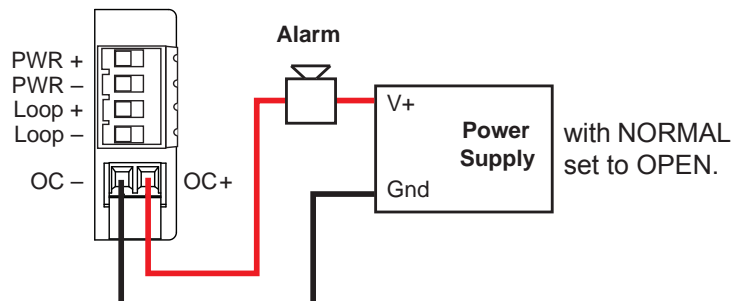 Alarm
PWR +
PWR –
Loop +
Loop –
OC –
OC+
V+
Power
Supply
Gnd
with NORMAL
set to OPEN.